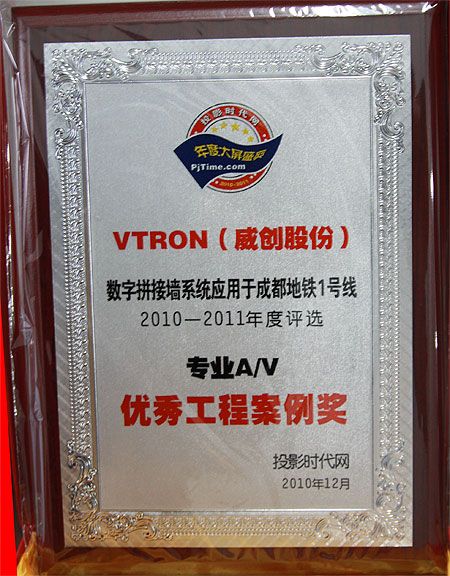 投影时代网
年度大屏盛典
PjTime.com
2010-2011
VTRON（威创股份）
数字拼接墙系统应用于成都地铁1号线
2010—2011年度评选
专业A/V
优秀工程案例奖
投影时代网
2010年12月